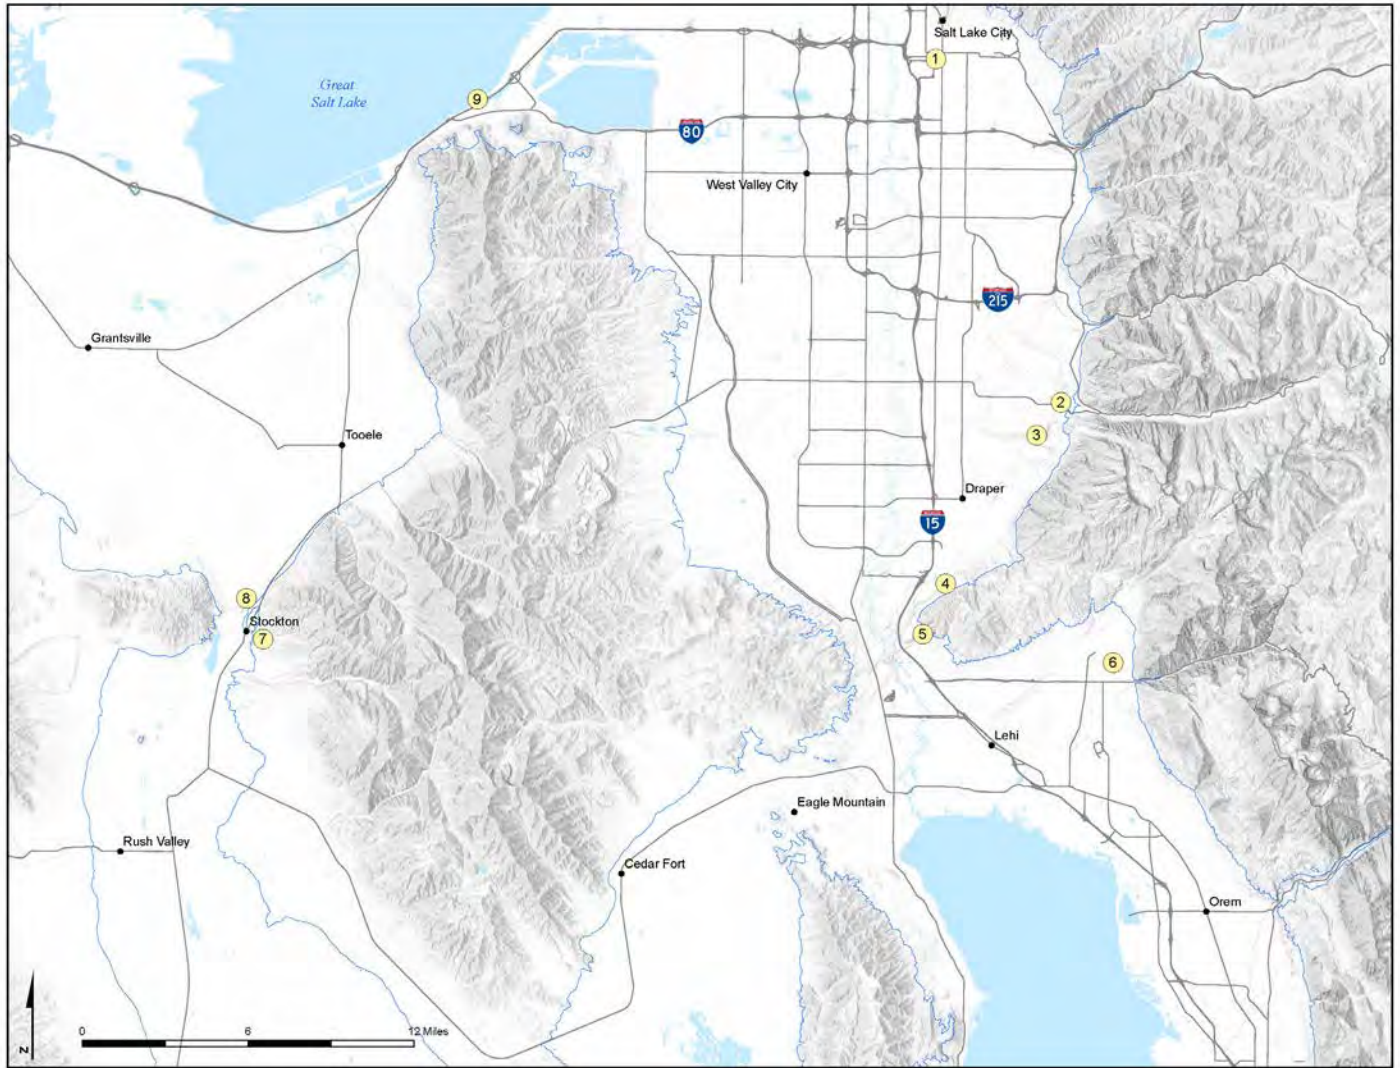 Salt Lake City
1
Great
Salt Lake
9
80
West Valley City
215
Grantsville
2
3
Tooele
Draper
15
4
8
Stockton
7
5
6
Lehi
Eagle Mountain
Rush Valley
Cedar Fort
Orem
0 6 12 Miles
N